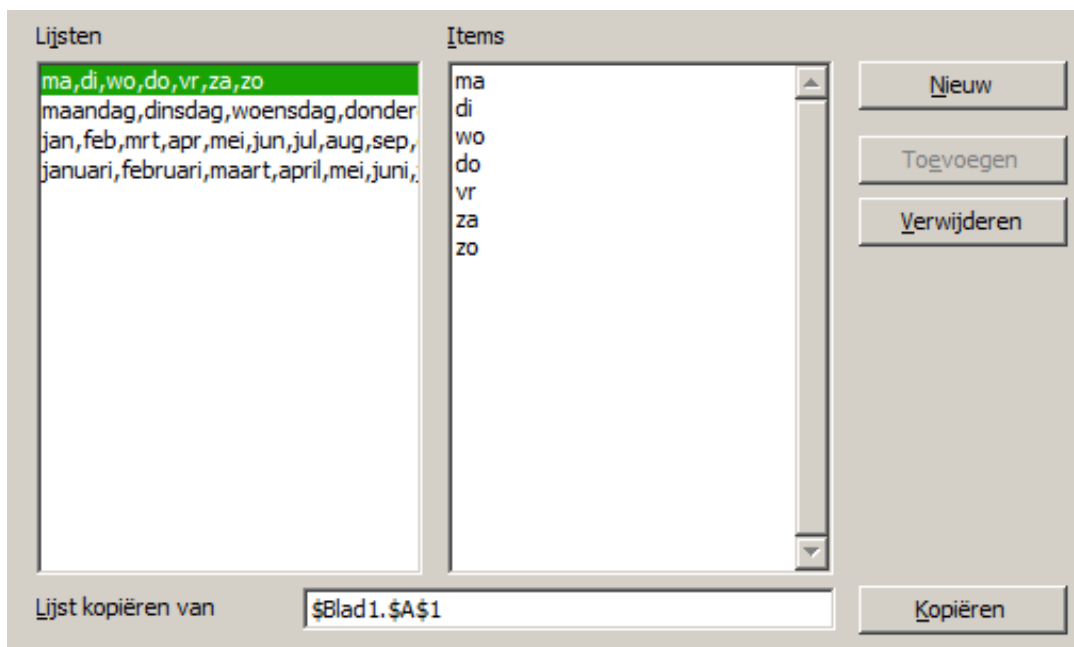 Lijsten
Items
ma,di,wo,do,vr,za,zo
maandag,dinsdag,woensdag,donder
jan,feb,mrt,apr,mei,jun,jul,aug,sep,
januari,februari,maart,april,mei,juni,
ma
di
wo
do
vr
za
zo
Nieuw
Toevoegen
Verwijderen
Lijst kopiëren van
$Blad1.$A$1
Kopiëren